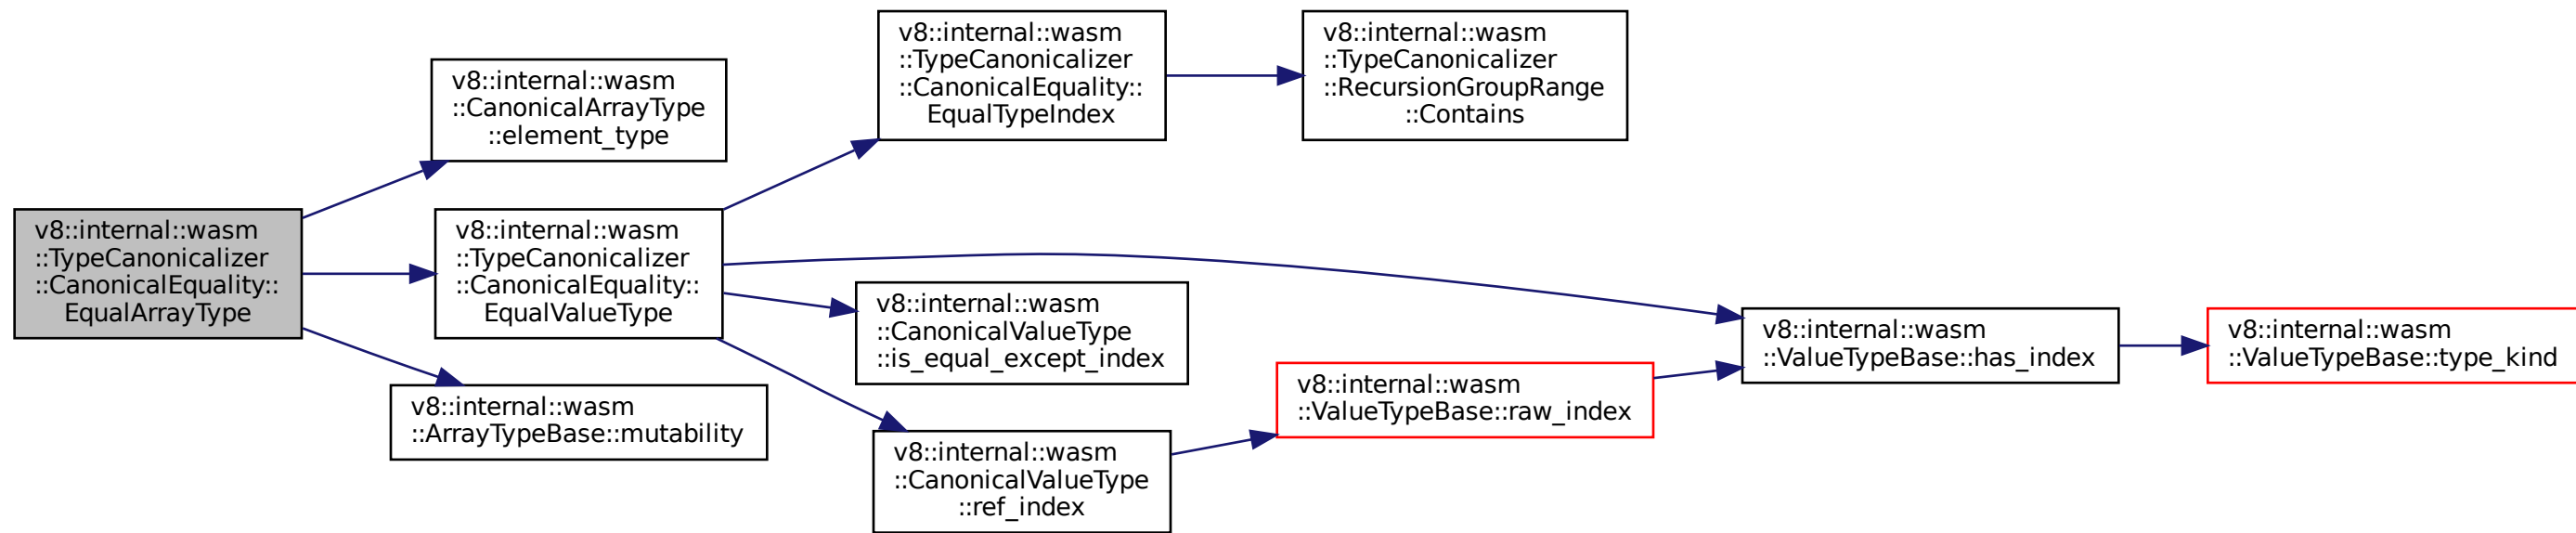 v8::internal::wasm
::TypeCanonicalizer
::CanonicalEquality::
EqualArrayType
v8::internal::wasm
::CanonicalArrayType
::element_type
v8::internal::wasm
::TypeCanonicalizer
::CanonicalEquality::
EqualValueType
v8::internal::wasm
::ArrayTypeBase::mutability
v8::internal::wasm
::TypeCanonicalizer
::CanonicalEquality::
EqualTypeIndex
v8::internal::wasm
::TypeCanonicalizer
::RecursionGroupRange
::Contains
v8::internal::wasm
::CanonicalValueType
::is_equal_except_index
v8::internal::wasm
::CanonicalValueType
::ref_index
v8::internal::wasm
::ValueTypeBase::raw_index
v8::internal::wasm
::ValueTypeBase::has_index
v8::internal::wasm
::ValueTypeBase::type_kind